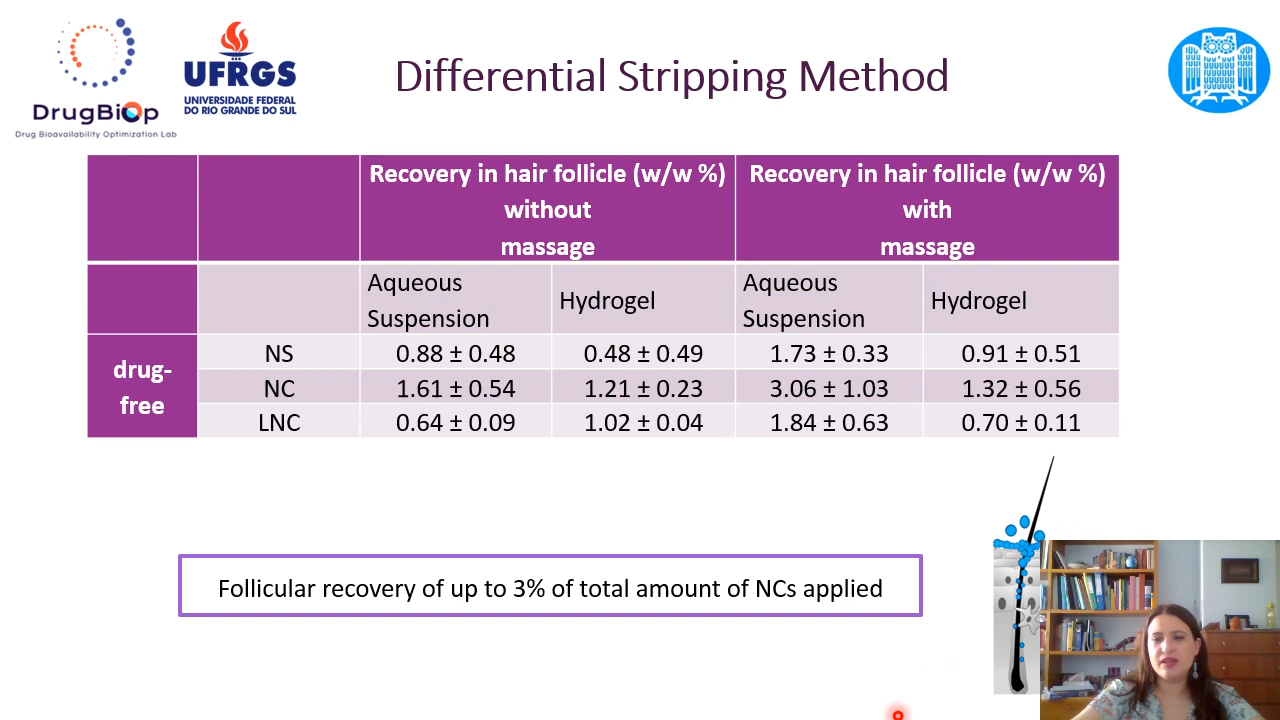 DrugBiOp
Drug Bioavailability Optimization Lab
UFRGS
UNIVERSIDADE FEDERAL
DO RIO GRANDE DO SUL
Differential Stripping Method
Recovery in hair follicle (w/w %)
without
massage
Recovery in hair follicle (w/w %)
with
massage
Aqueous
Suspension
Hydrogel
Aqueous
Suspension
Hydrogel
drug-
free
NS 0.88 ± 0.48 0.48 ± 0.49 1.73 ± 0.33 0.91 ± 0.51
NC 1.61 ± 0.54 1.21 ± 0.23 3.06 ± 1.03 1.32 ± 0.56
LNC 0.64 ± 0.09 1.02 ± 0.04 1.84 ± 0.63 0.70 ± 0.11
Follicular recovery of up to 3% of total amount of NCs applied